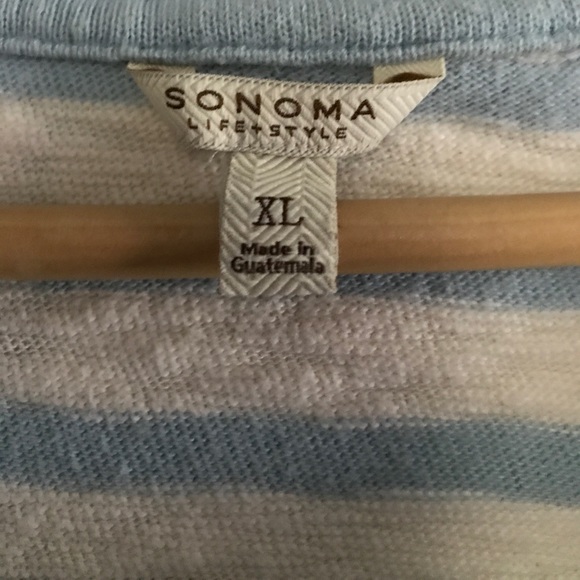 SONOMA
LIFE+STYLE
XL
Made in
Guatemala